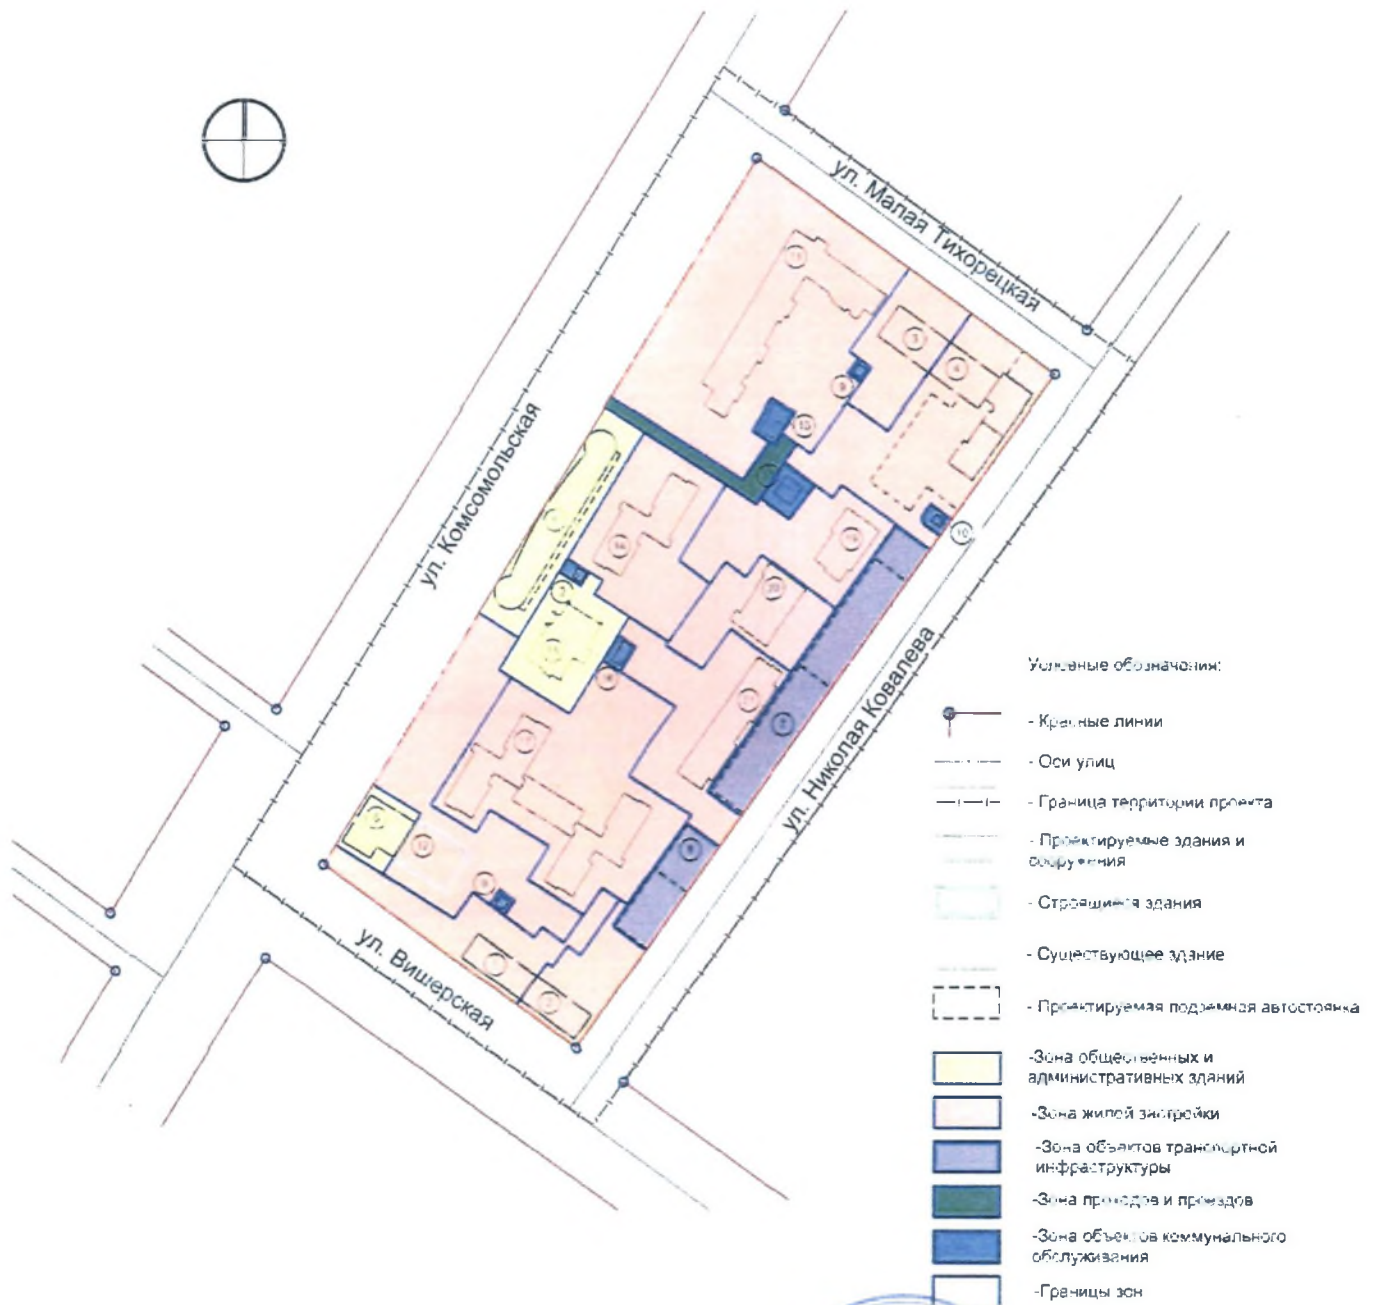 ул. Малая Тихорецкая
ул. Комсомольская
ул. Николая Ковалева
ул. Вишерская
Условные обозначения:
- Красные линии
- Оси улиц
- Граница территории проекта
- Проектируемые здания и
сооружения
- Строящиеся здания
- Существующее здание
- Проектируемая подземная автостоянка
-Зона общественных и
административных зданий
-Зона жилой застройки
-Зона объектов транспортной
инфраструктуры
-Зона проходов и проездов
-Зона объектов коммунального
обслуживания
-Границы зон